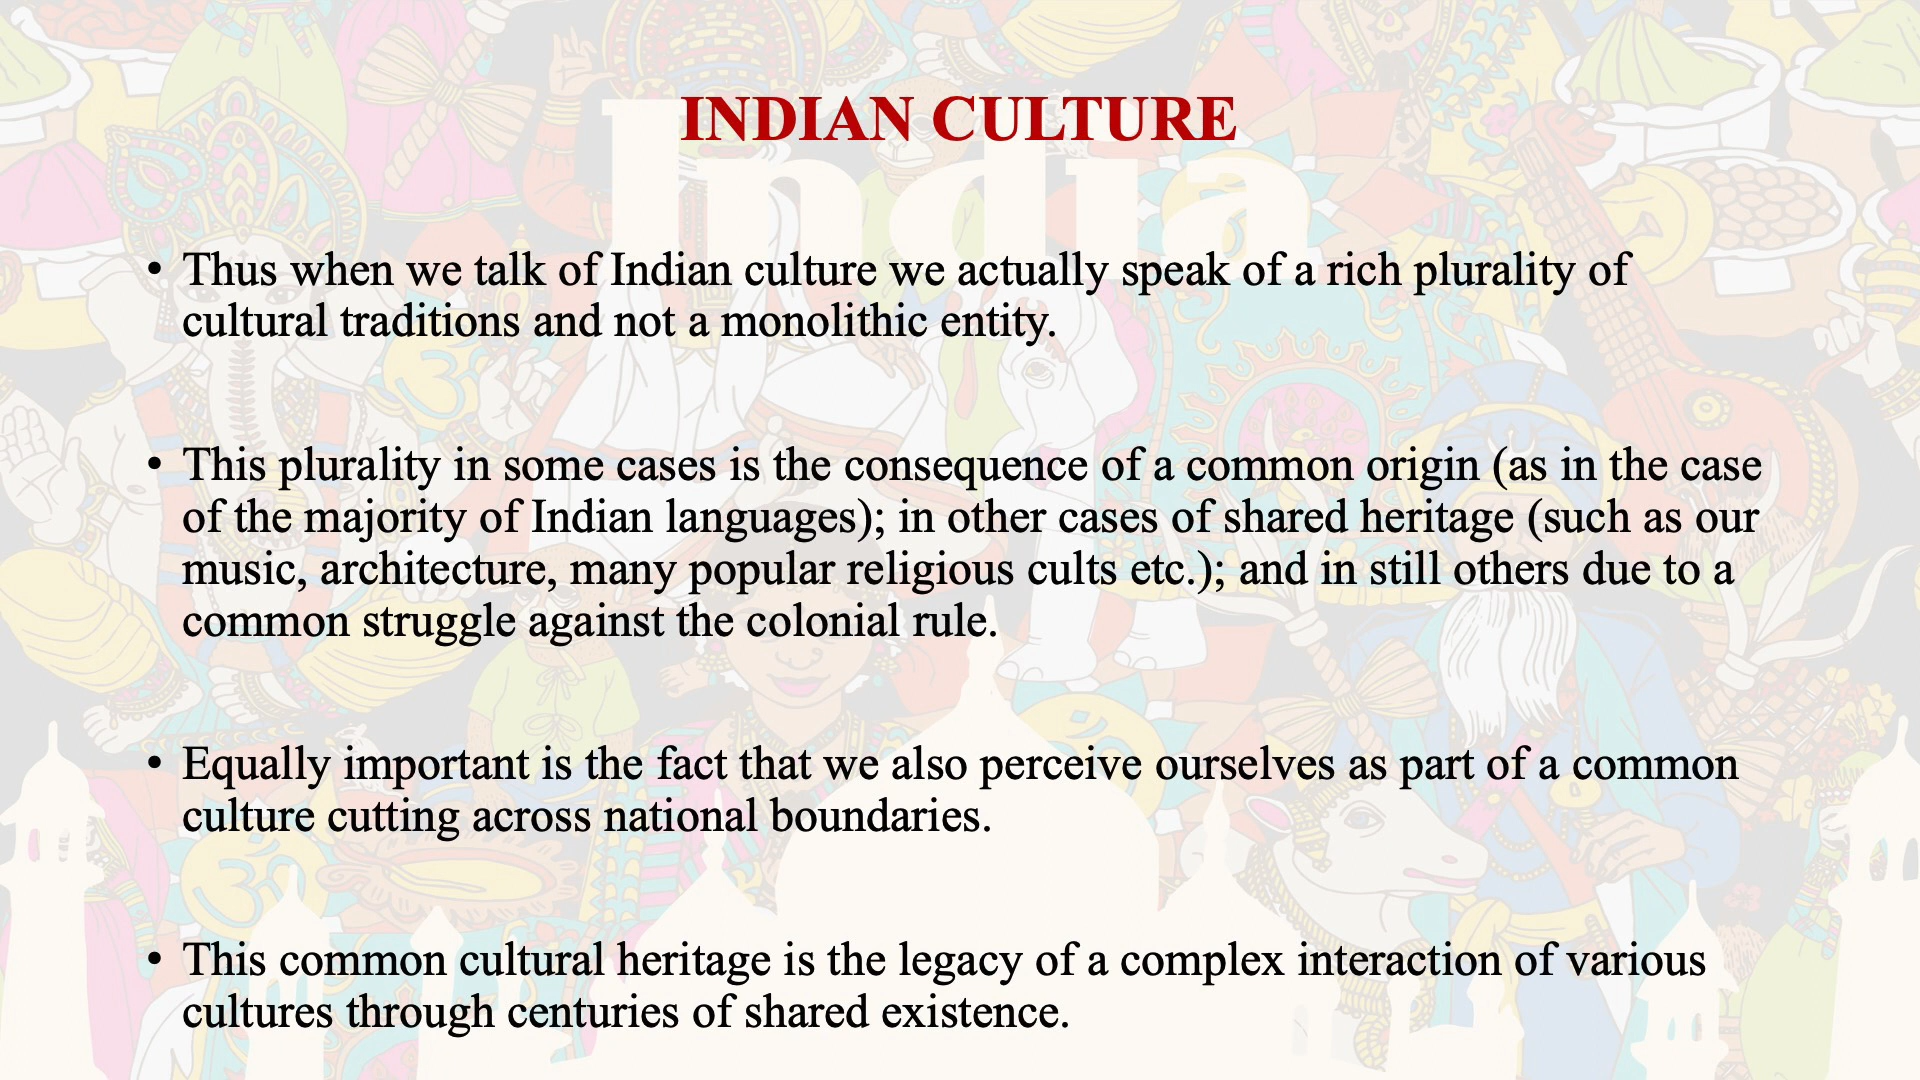 INDIAN CULTURE
India
• Thus when we talk of Indian culture we actually speak of a rich plurality of
cultural traditions and not a monolithic entity.
• This plurality in some cases is the consequence of a common origin (as in the case
of the majority of Indian languages); in other cases of shared heritage (such as our
music, architecture, many popular religious cults etc.); and in still others due to a
common struggle against the colonial rule.
• Equally important is the fact that we also perceive ourselves as part of a common
culture cutting across national boundaries.
• This common cultural heritage is the legacy of a complex interaction of various
cultures through centuries of shared existence.
ॐ
ॐ